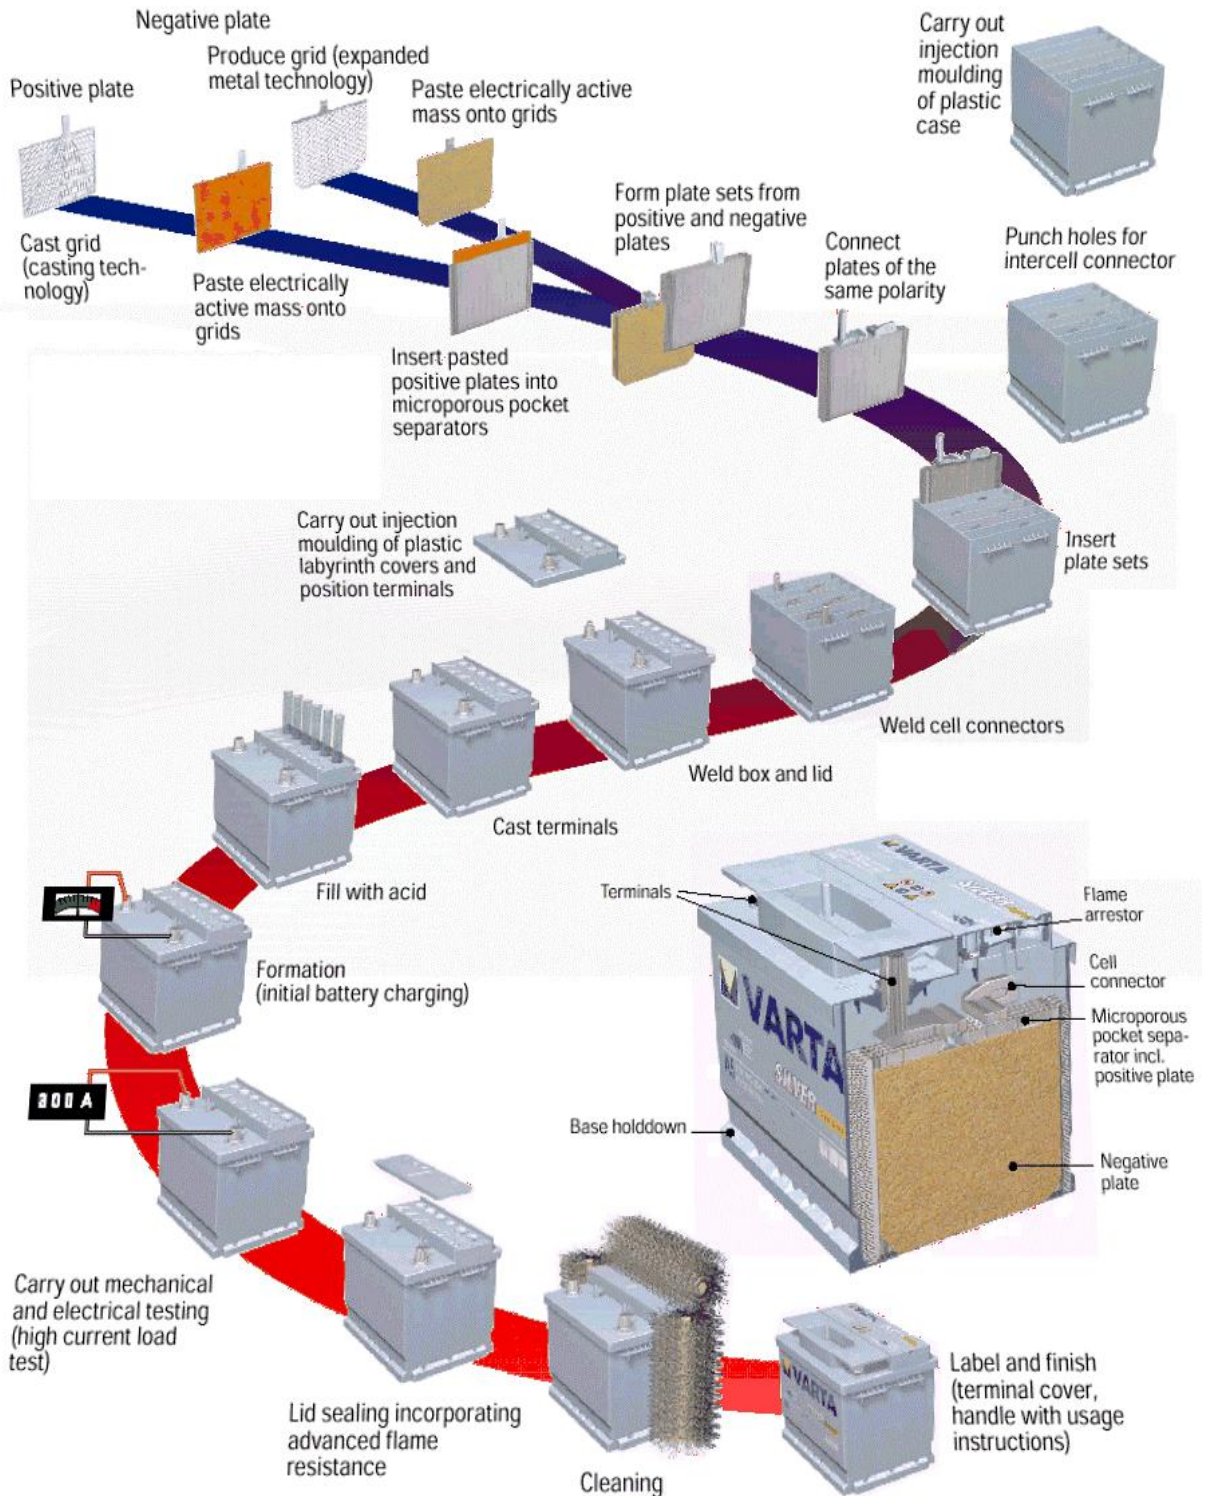 Negative plate
Produce grid (expanded
metal technology)
Positive plate
Paste electrically active
mass onto grids
Carry out
injection
moulding
of plastic
case
Cast grid
(casting tech-
nology)
Paste electrically
active mass onto
grids
Insert pasted
positive plates into
microporous pocket
separators
Form plate sets from
positive and negative
plates
Connect
plates of the
same polarity
Punch holes for
intercell connector
1nsert
plate sets
Carry out injection
moulding of plastic
labyrinth covers and
position terminals
Weld cell connectors
Weld box and lid
Cast terminals
Fill with acid
Formation
(initial battery charging)
300 A
Carry out mechanical
and electrical testing
(high current load
test)
Lid sealing incorporating
advanced flame
resistance
Cleaning
Label and finish
(terminal cover,
handle with usage
instructions)
VARTA
Terminals
Flame
arrestor
Cell
connector
Microporous
pocket sepa-
rator incl.
positive plate
Negative
plate
Base holddown
VARTA
SILVER
VARTA
SILVER